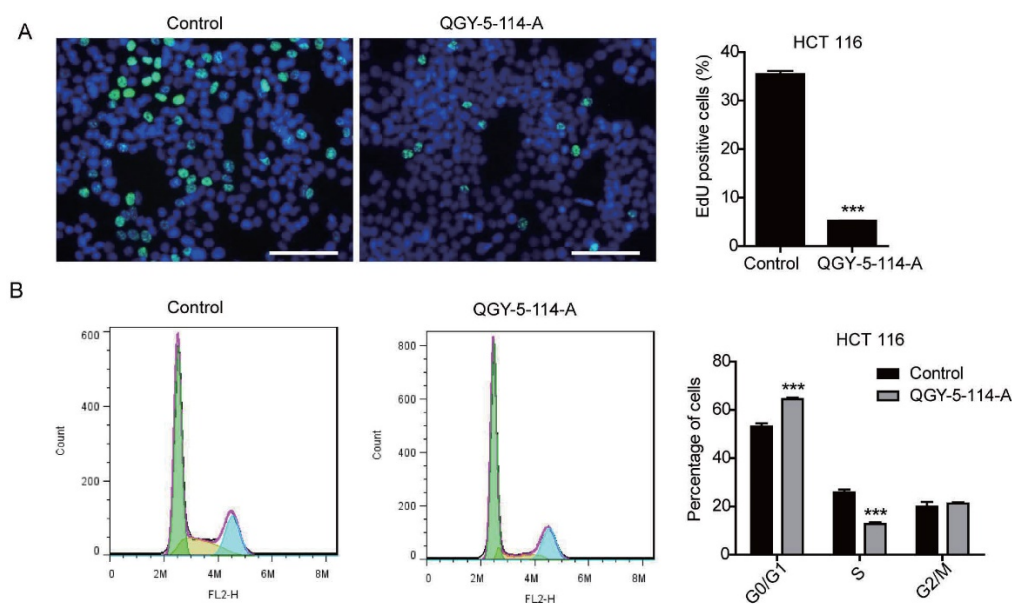 A
Control
QGY-5-114-A
HCT 116
EdU positive cells (%)
40
30
20
10
0
Control
QGY-5-114-A
***
B
Control
600
400
200
0
Count
0 2M 4M 6M 8M
FL2-H
QGY-5-114-A
800
600
400
200
0
Count
0 2M 4M 6M 8M
FL2-H
HCT 116
Percentage of cells
80
60
40
20
0
Control
QGY-5-114-A
***
***
G0/G1
S
G2/M